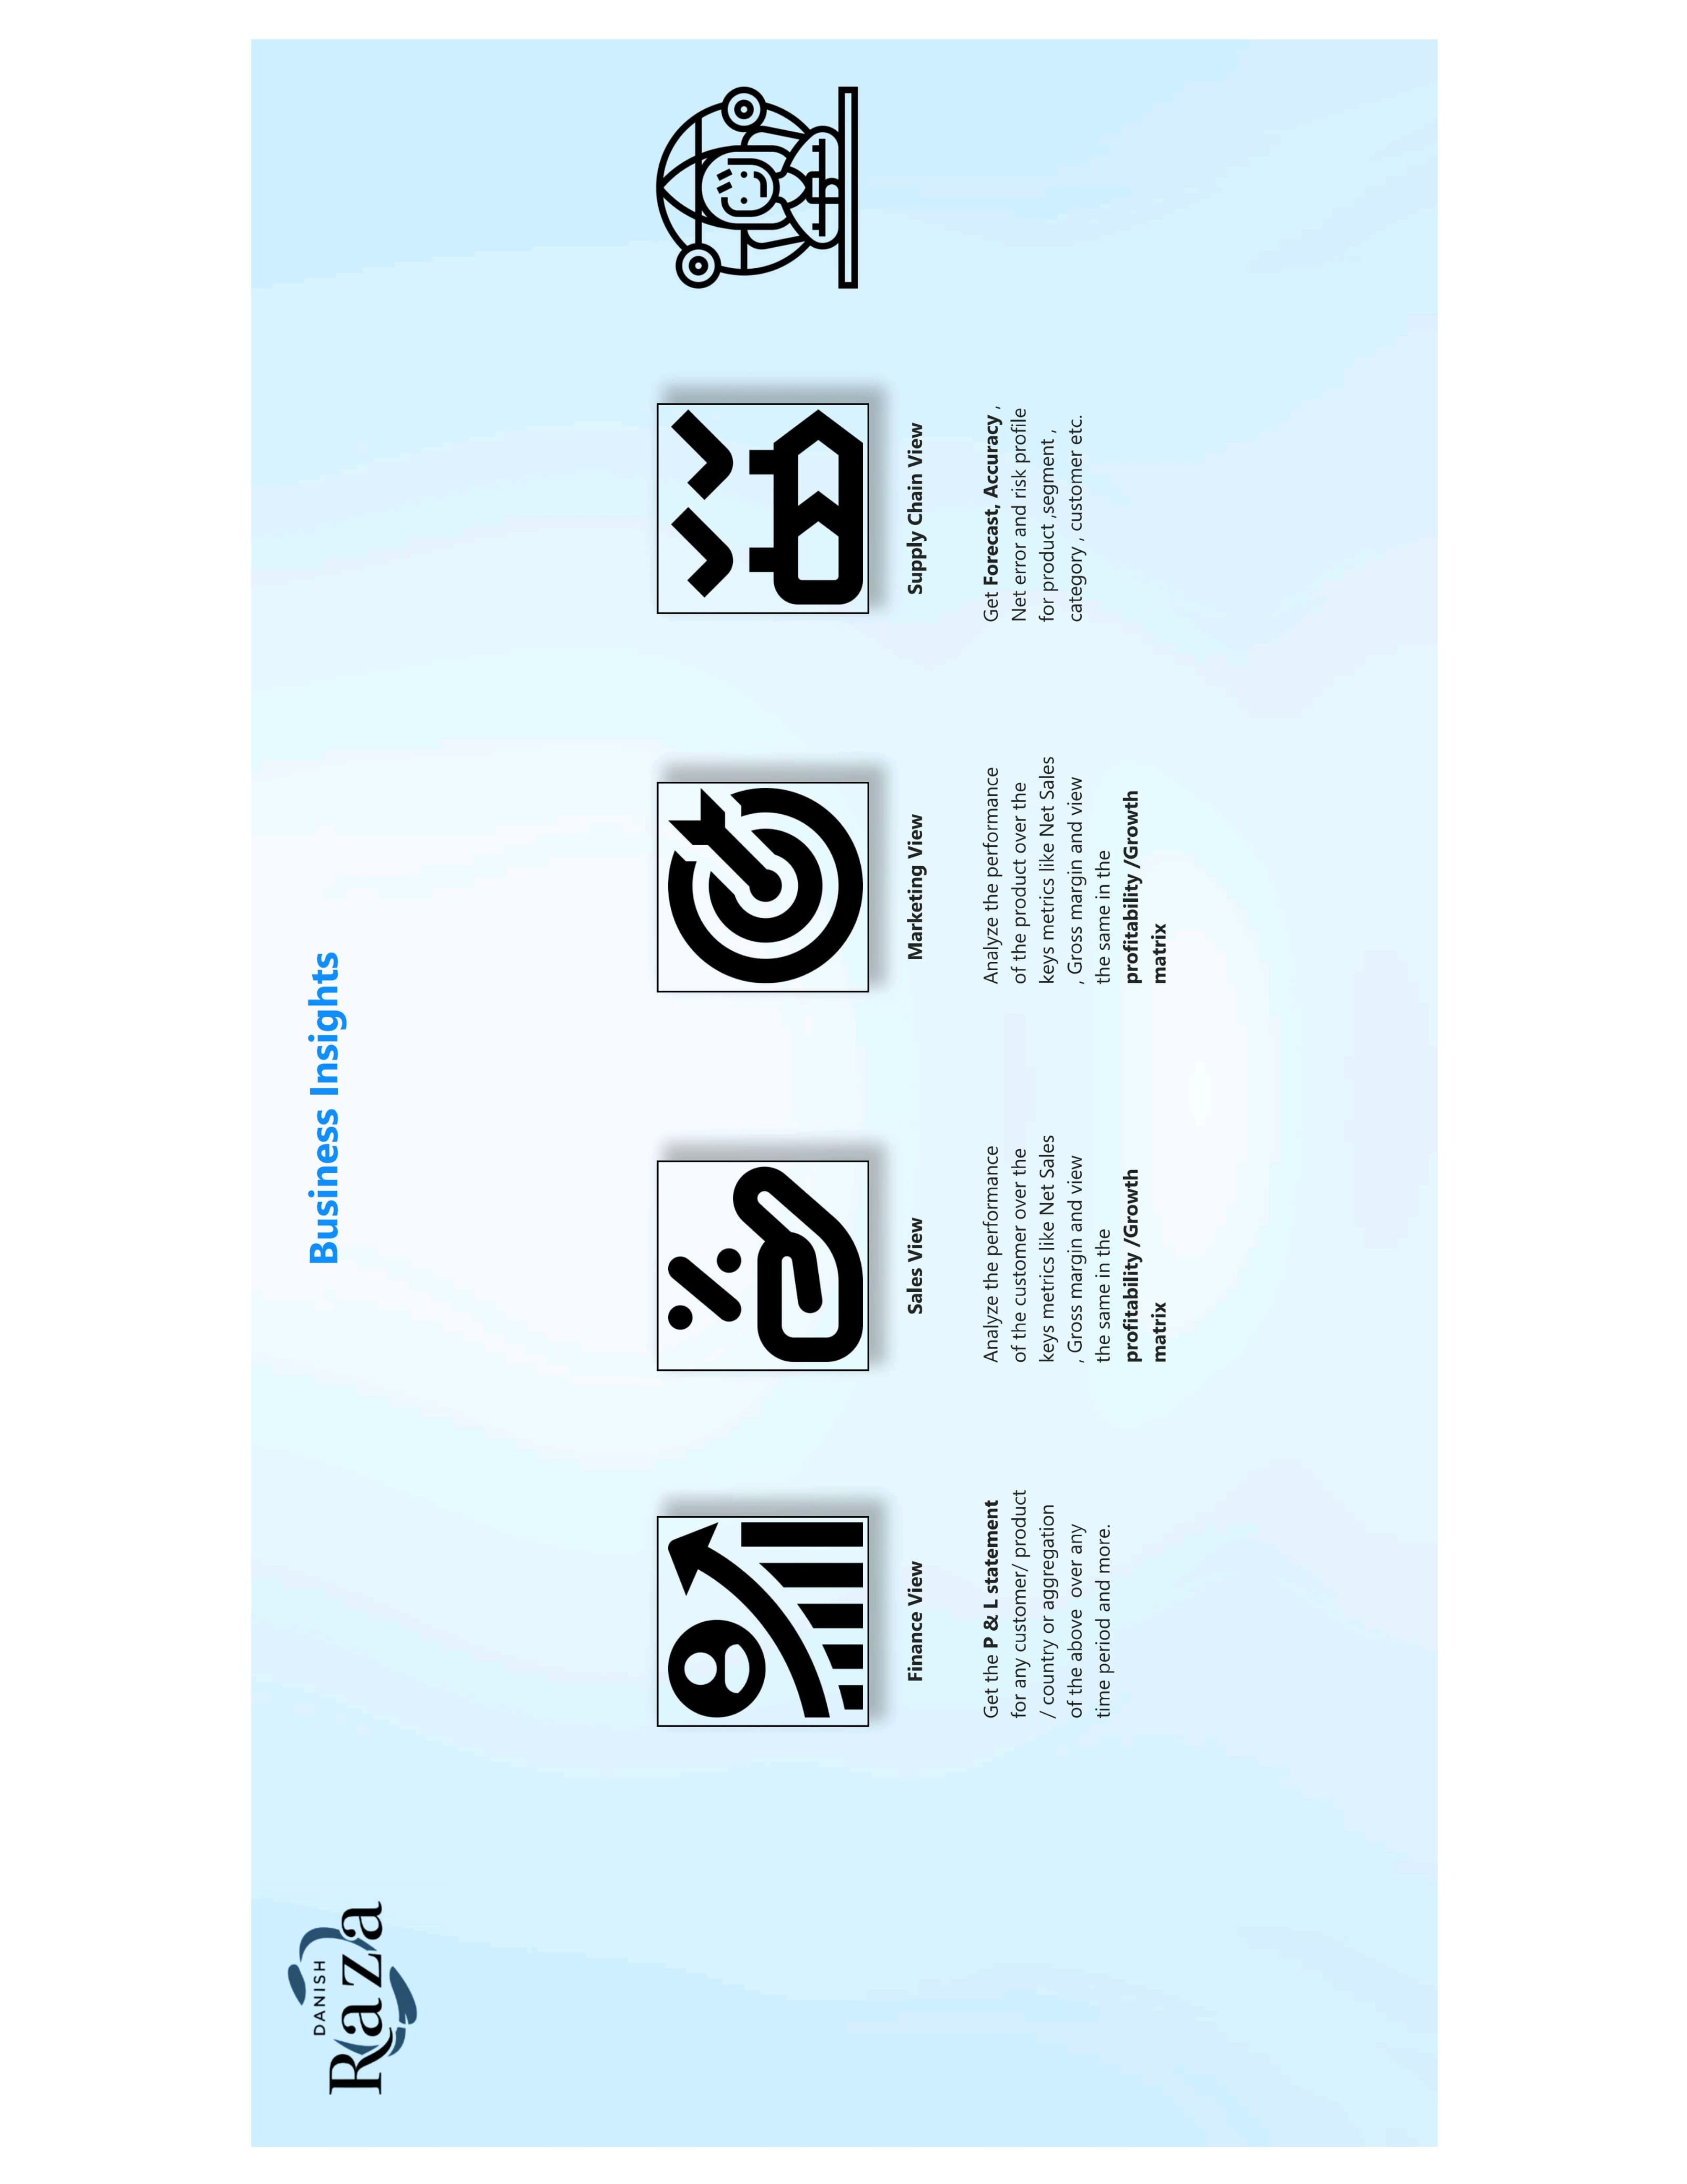 DANISH
Raza
Business Insights
Finance View
Get the P & L statement
for any customer/ product
/ country or aggregation
of the above  over any
time period and more.
Sales View
Analyze the performance
of the customer over the
keys metrics like Net Sales
, Gross margin and view
the same in the
profitability /Growth
matrix
Marketing View
Analyze the performance
of the product over the
keys metrics like Net Sales
, Gross margin and view
the same in the
profitability /Growth
matrix
Supply Chain View
Get Forecast, Accuracy ,
Net error and risk profile
for product ,segment ,
category , customer etc.